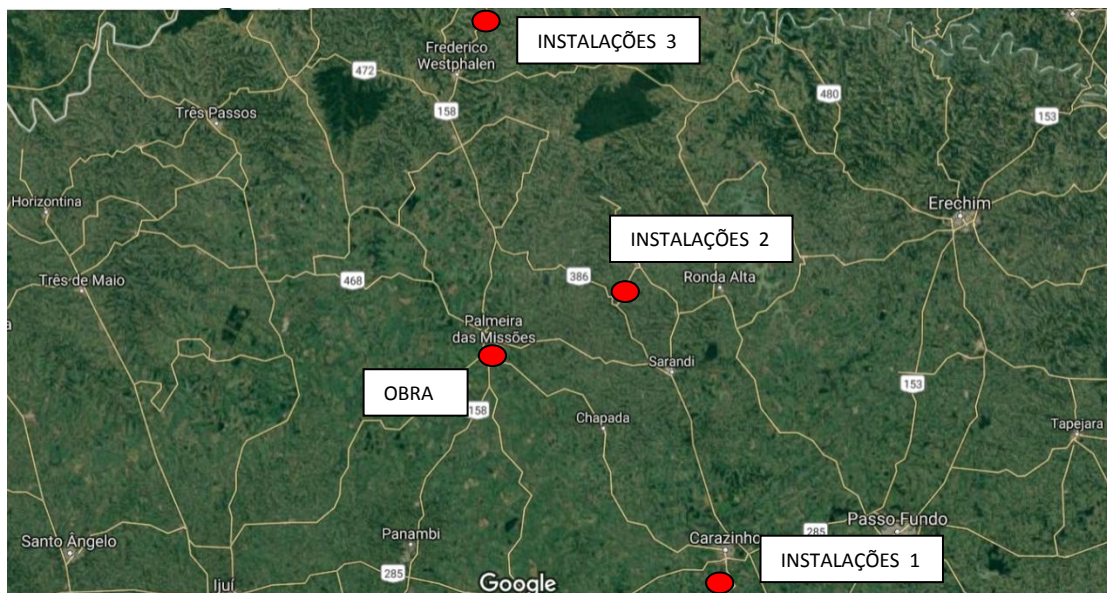 INSTALAÇÕES 3
Frederico
Westphalen
472
480
158
153
Três Passos
Horizontina
Erechim
INSTALAÇÕES 2
386
Ronda Alta
Três de Maio
468
Palmeira
das Missões
Sarandi
OBRA
153
158
Chapada
Tapejara
Passo Fundo
285
Santo Ângelo
Panambi
Carazinho
INSTALAÇÕES 1
285
Ijuí
Google